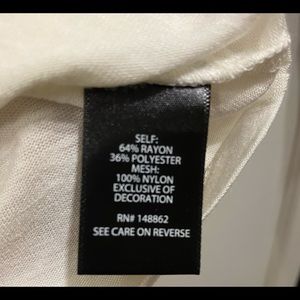 SELF:
64% RAYON
36% POLYESTER
MESH:
100% NYLON
EXCLUSIVE OF
DECORATION
RN# 148862
SEE CARE ON REVERSE